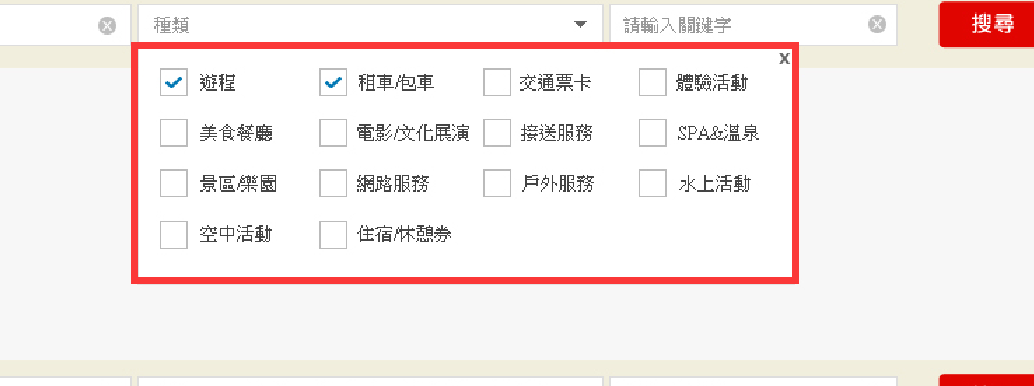 種類 請輸入關鍵字 搜尋
x
遊程 租車/包車 交通票卡 體驗活動
美食餐廳 電影/文化展演 接送服務 SPA&溫泉
景區/樂園 網路服務 戶外服務 水上活動
空中活動 住宿/休憩券